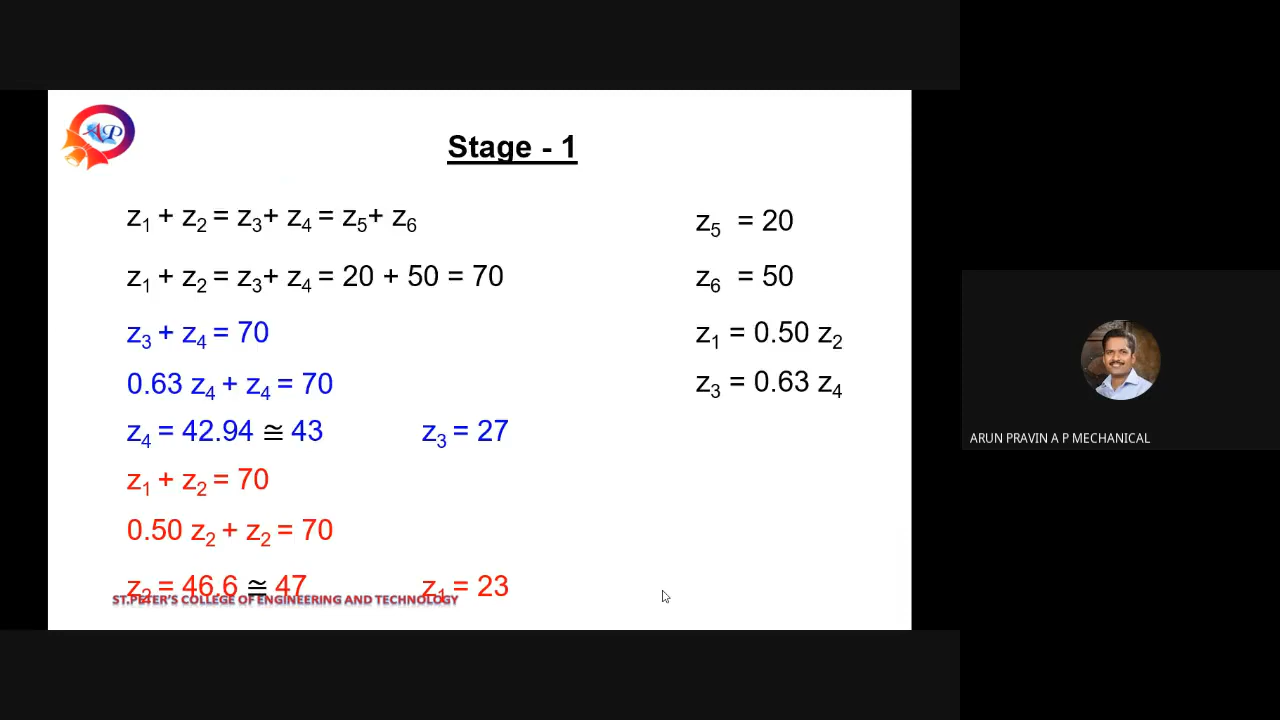 AP
Stage - 1
z1 + z2 = z3+ z4 = z5+ z6
z1 + z2 = z3+ z4 = 20 + 50 = 70
z3 + z4 = 70
0.63 z4 + z4 = 70
z4 = 42.94 ≅ 43 z3 = 27
z1 + z2 = 70
0.50 z2 + z2 = 70
z2 = 46.6 ≅ 47 z1 = 23
ST.PETER'S COLLEGE OF ENGINEERING AND TECHNOLOGY
z5 = 20
z6 = 50
z1 = 0.50 z2
z3 = 0.63 z4
ARUN PRAVIN A P MECHANICAL